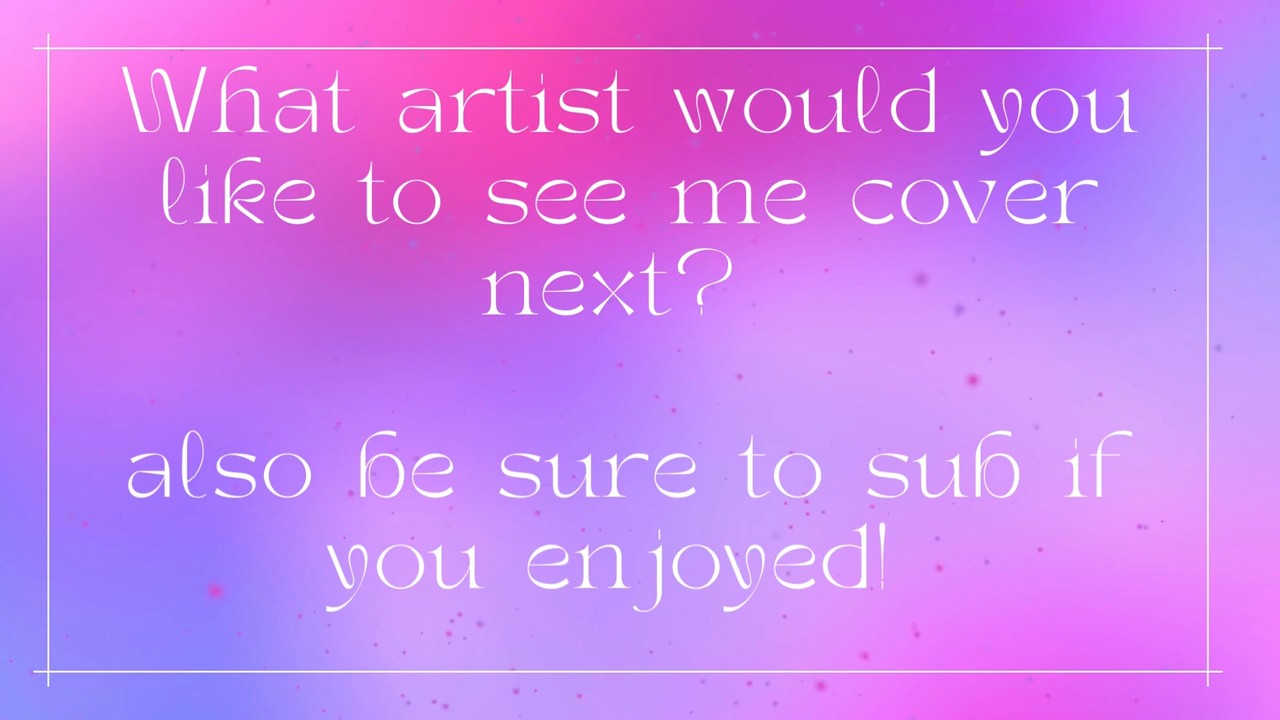 What artist would you
like to see me cover
next?
also be sure to sub if
you enjoyed!